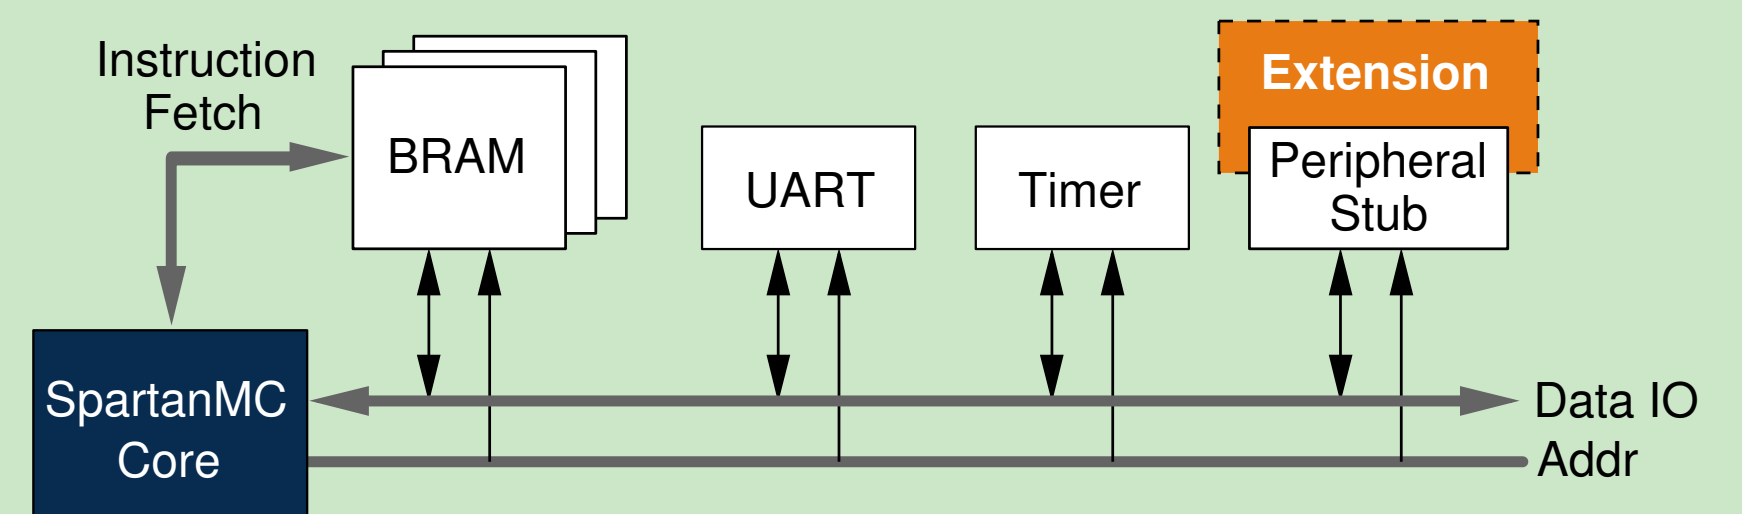 Instruction
Fetch
BRAM
UART
Timer
Extension
Peripheral
Stub
SpartanMC
Core
Data IO
Addr